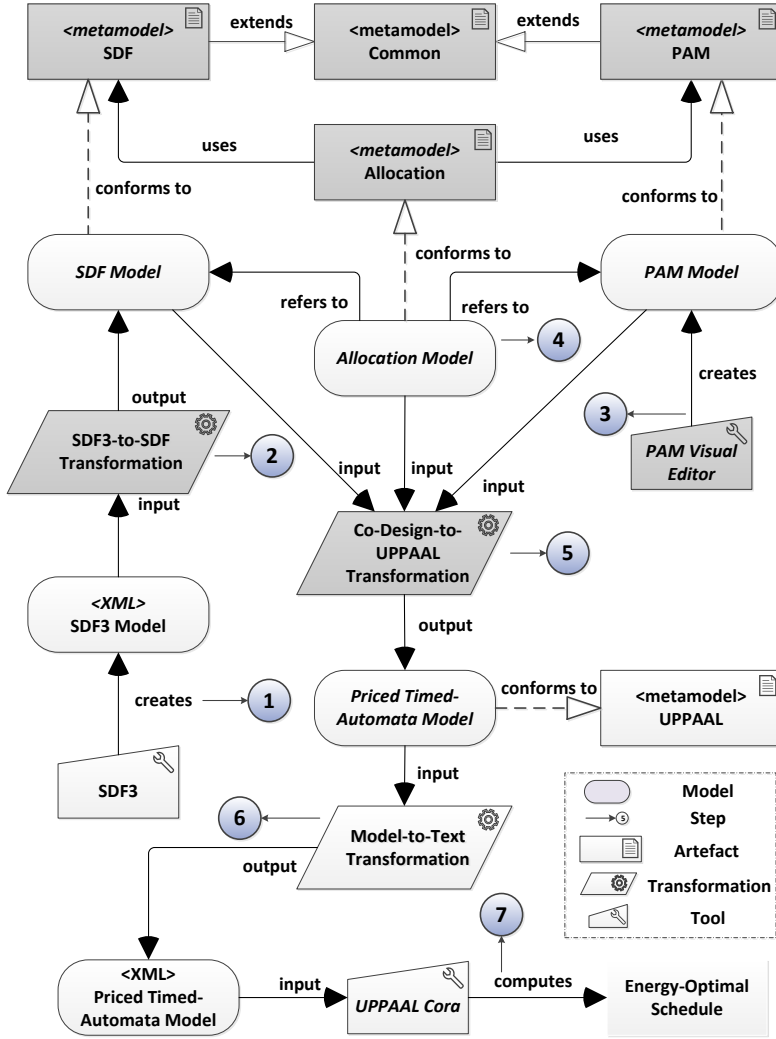 <metamodel>
SDF
extends
<metamodel>
Common
extends
<metamodel>
PAM
uses
<metamodel>
Allocation
uses
conforms to
conforms to
conforms to
SDF Model
PAM Model
refers to
refers to
Allocation Model
4
creates
output
3
SDF3-to-SDF
Transformation
2
PAM Visual
Editor
input
input
input
input
Co-Design-to-
UPPAAL
Transformation
5
<XML>
SDF3 Model
output
creates
1
Priced Timed-
Automata Model
conforms to
<metamodel>
UPPAAL
SDF3
input
6
Model-to-Text
Transformation
output
Model
5
Step
Artefact
Transformation
Tool
7
<XML>
Priced Timed-
Automata Model
input
UPPAAL Cora
computes
Energy-Optimal
Schedule